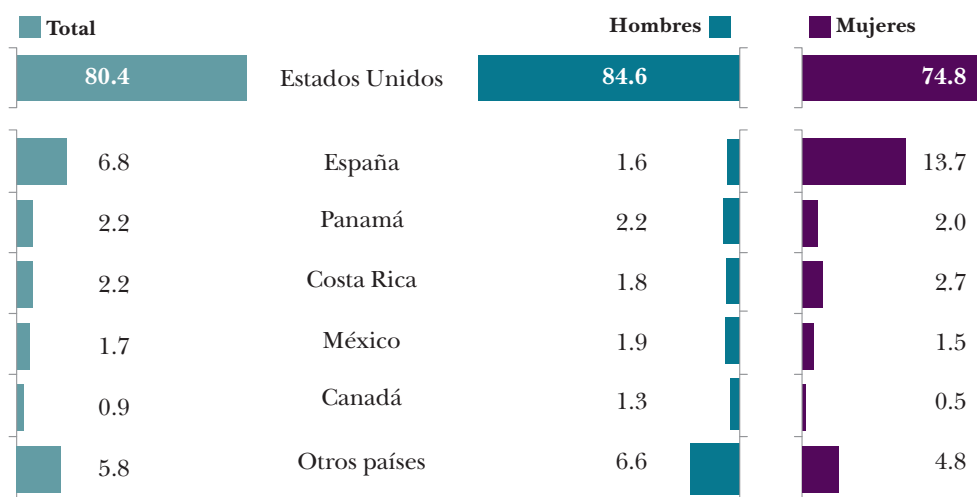 Total Hombres Mujeres
80.4 Estados Unidos 84.6 74.8
6.8 España 1.6 13.7
2.2 Panamá 2.2 2.0
2.2 Costa Rica 1.8 2.7
1.7 México 1.9 1.5
0.9 Canadá 1.3 0.5
5.8 Otros países 6.6 4.8